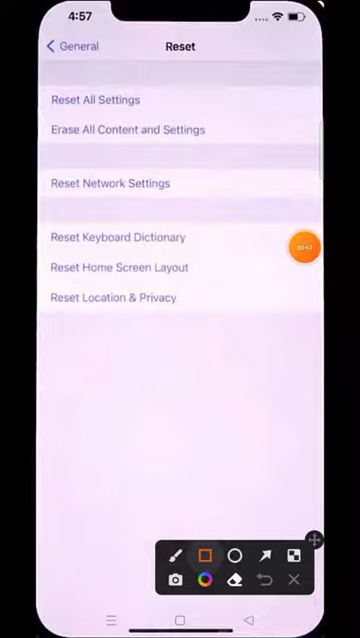 4:57
General
Reset
Reset All Settings
Erase All Content and Settings
Reset Network Settings
Reset Keyboard Dictionary
Reset Home Screen Layout
Reset Location & Privacy